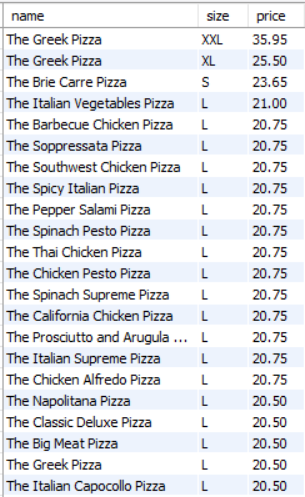 name size price
The Greek Pizza XXL 35.95
The Greek Pizza XL 25.50
The Brie Carre Pizza S 23.65
The Italian Vegetables Pizza L 21.00
The Barbecue Chicken Pizza L 20.75
The Soppressata Pizza L 20.75
The Southwest Chicken Pizza L 20.75
The Spicy Italian Pizza L 20.75
The Pepper Salami Pizza L 20.75
The Spinach Pesto Pizza L 20.75
The Thai Chicken Pizza L 20.75
The Chicken Pesto Pizza L 20.75
The Spinach Supreme Pizza L 20.75
The California Chicken Pizza L 20.75
The Prosciutto and Arugula ... L 20.75
The Italian Supreme Pizza L 20.75
The Chicken Alfredo Pizza L 20.75
The Napolitana Pizza L 20.50
The Classic Deluxe Pizza L 20.50
The Big Meat Pizza L 20.50
The Greek Pizza L 20.50
The Italian Capocollo Pizza L 20.50